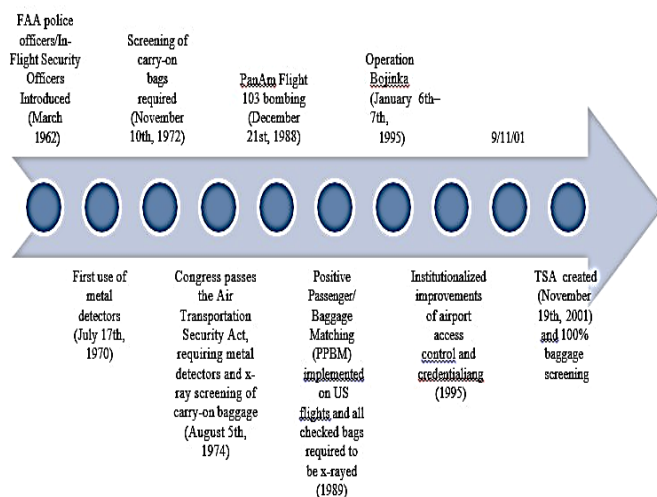 FAA police
officers/In-
Flight Security
Officers
Introduced
(March
1962)
First use of
metal
detectors
(July 17th,
1970)
Screening of
carry-on
bags
required
(November
10th, 1972)
Congress passes
the Air
Transportation
Security Act,
requiring metal
detectors and x-
ray screening of
carry-on baggage
(August 5th,
1974)
PanAm Flight
103 bombing
(December
21st, 1988)
Positive
Passenger/
Baggage
Matching
(PPBM)
implemented
on US
flights and all
checked bags
required to
be x-rayed
(1989)
Operation
Bojinka
(January 6th–
7th,
1995)
Institutionalized
improvements
of airport
access
control and
credentialiang
(1995)
9/11/01
TSA created
(November
19th, 2001)
and 100%
baggage
screening